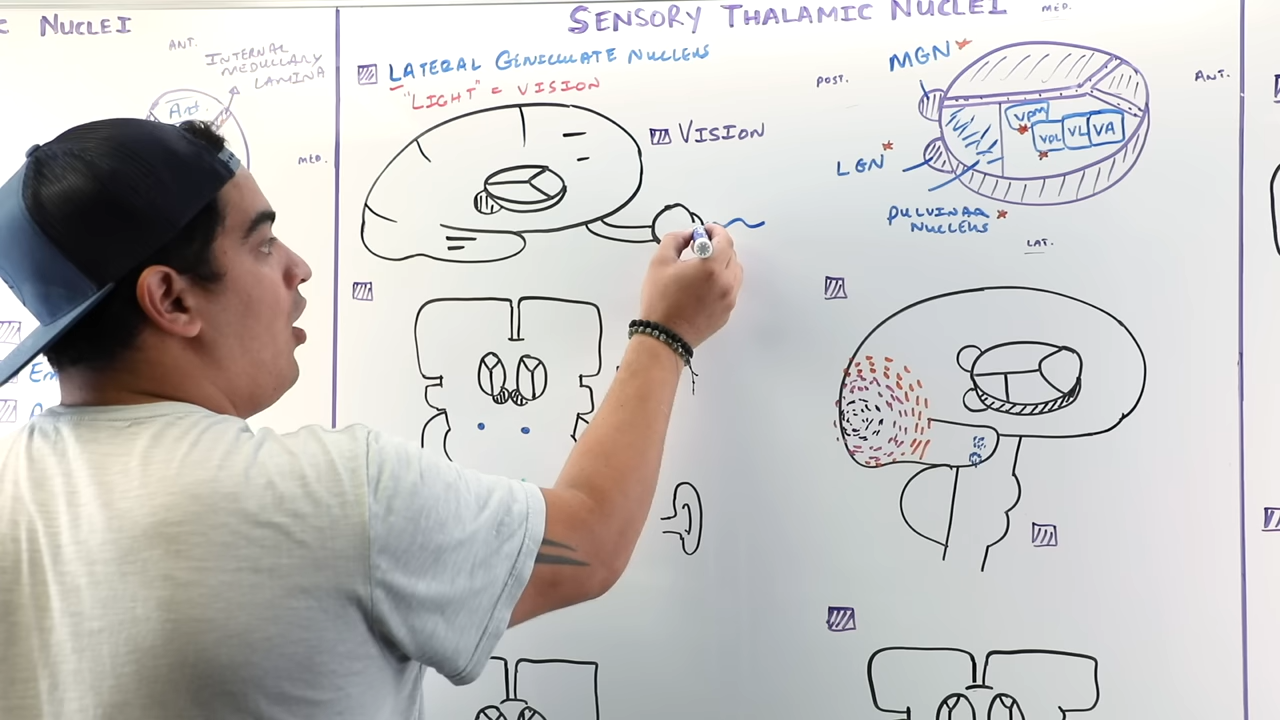 C NUCLEI
ANT.
INTERNAL
MEDULLARY
LAMINA
Ant.
MED.
SENSORY THALAMIC NUCLEI
MED.
LATERAL GENICULATE NUCLEUS
"LIGHT" = VISION
VISION
POST.
ANT.
MGN*
VPM
VPL VL VA
LGN*
PULVINAR*
NUCLEUS
LAT.